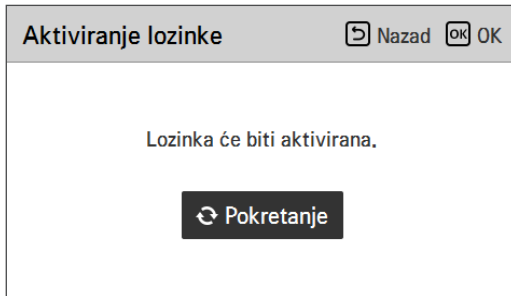 Aktiviranje lozinke
Nazad OK OK
Lozinka će biti aktivirana.
Pokretanje